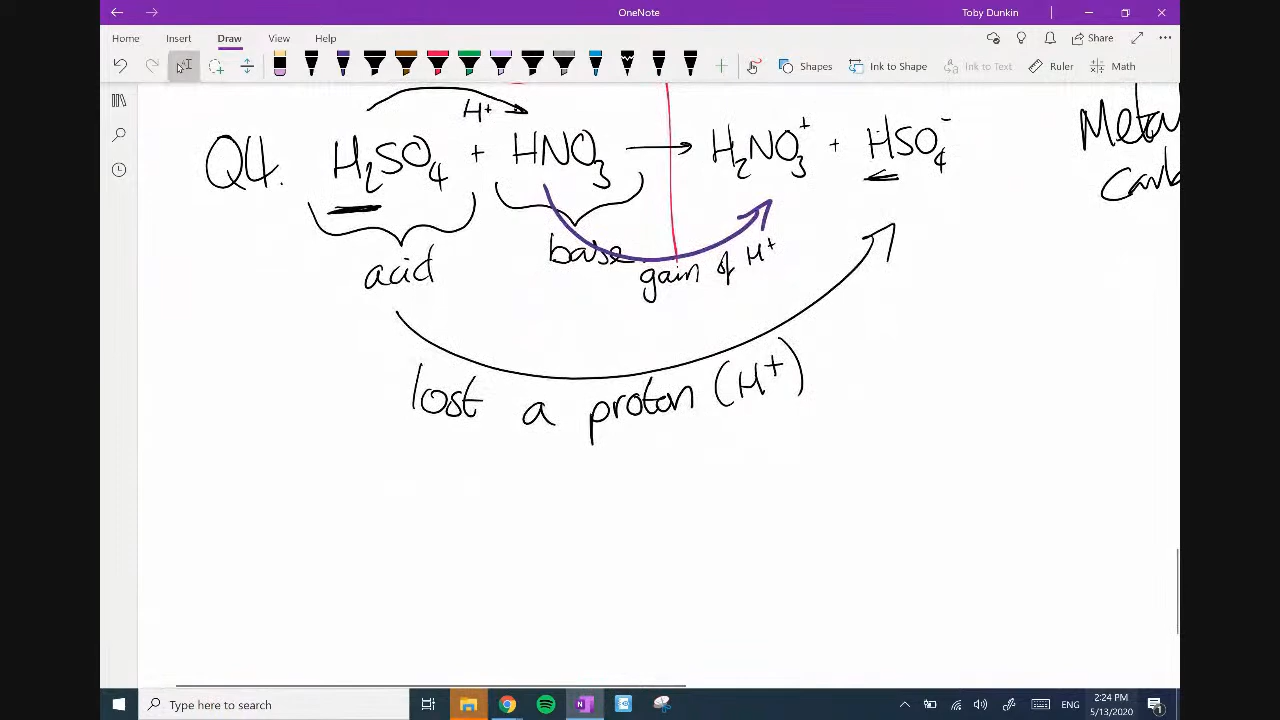 OneNote
Toby Dunkin
Home Insert Draw View Help
Share
Shapes Ink to Shape Ink to Text Ruler Math
H⁺
Q4. H₂SO₄ + HNO₃ → H₂NO₃⁺ + HSO₄⁻
Metal
acid
base
gain of H⁺
lost a proton (H⁺)
Type here to search
ENG
2:24 PM
5/13/2020
1